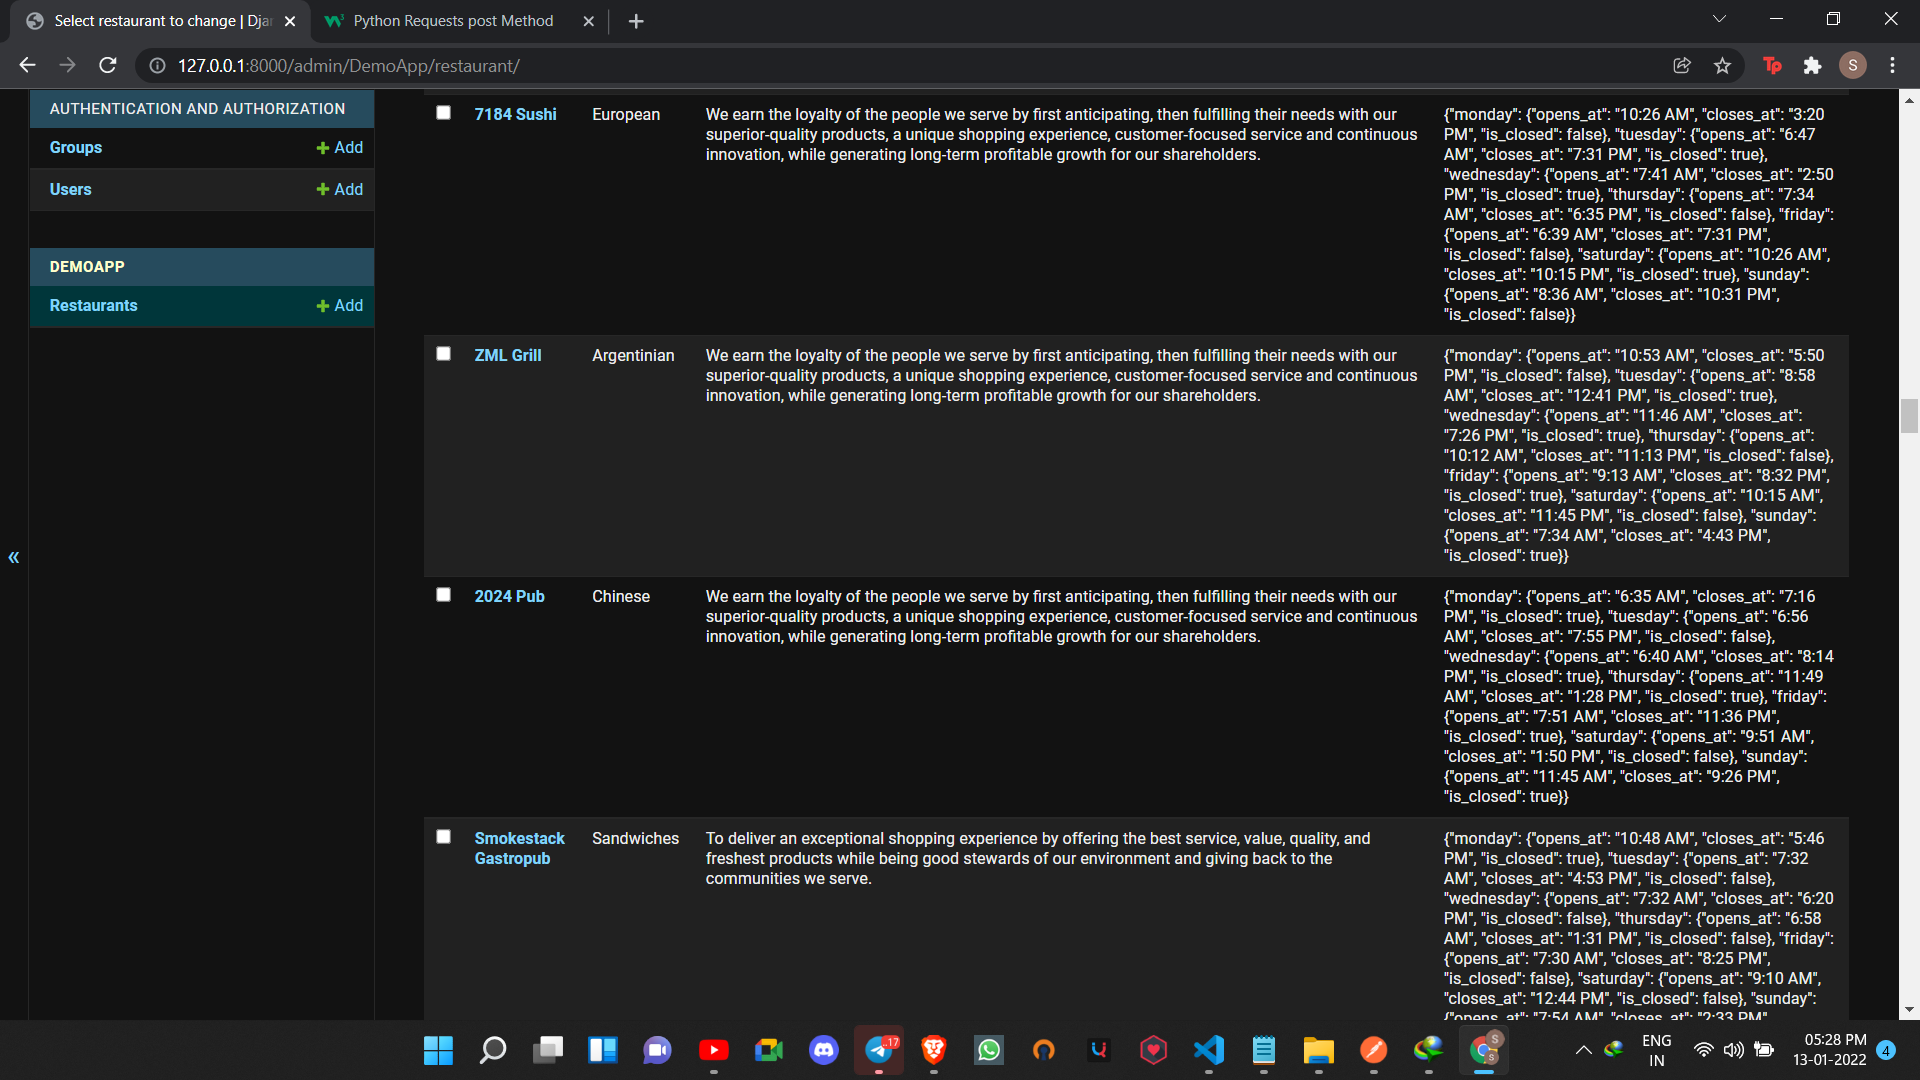 Select restaurant to change | Dja
Python Requests post Method
127.0.0.1:8000/admin/DemoApp/restaurant/
Tp
S
AUTHENTICATION AND AUTHORIZATION
Groups
Add
Users
Add
DEMOAPP
Restaurants
Add
«
7184 Sushi
European
We earn the loyalty of the people we serve by first anticipating, then fulfilling their needs with our
superior-quality products, a unique shopping experience, customer-focused service and continuous
innovation, while generating long-term profitable growth for our shareholders.
{"monday": {"opens_at": "10:26 AM", "closes_at": "3:20
PM", "is_closed": false}, "tuesday": {"opens_at": "6:47
AM", "closes_at": "7:31 PM", "is_closed": true},
"wednesday": {"opens_at": "7:41 AM", "closes_at": "2:50
PM", "is_closed": true}, "thursday": {"opens_at": "7:34
AM", "closes_at": "6:35 PM", "is_closed": false}, "friday":
{"opens_at": "6:39 AM", "closes_at": "7:31 PM",
"is_closed": false}, "saturday": {"opens_at": "10:26 AM",
"closes_at": "10:15 PM", "is_closed": true}, "sunday":
{"opens_at": "8:36 AM", "closes_at": "10:31 PM",
"is_closed": false}}
ZML Grill
Argentinian
We earn the loyalty of the people we serve by first anticipating, then fulfilling their needs with our
superior-quality products, a unique shopping experience, customer-focused service and continuous
innovation, while generating long-term profitable growth for our shareholders.
{"monday": {"opens_at": "10:53 AM", "closes_at": "5:50
PM", "is_closed": false}, "tuesday": {"opens_at": "8:58
AM", "closes_at": "12:41 PM", "is_closed": true},
"wednesday": {"opens_at": "11:46 AM", "closes_at":
"7:26 PM", "is_closed": true}, "thursday": {"opens_at":
"10:12 AM", "closes_at": "11:13 PM", "is_closed": false},
"friday": {"opens_at": "9:13 AM", "closes_at": "8:32 PM",
"is_closed": true}, "saturday": {"opens_at": "10:15 AM",
"closes_at": "11:45 PM", "is_closed": false}, "sunday":
{"opens_at": "7:34 AM", "closes_at": "4:43 PM",
"is_closed": true}}
2024 Pub
Chinese
We earn the loyalty of the people we serve by first anticipating, then fulfilling their needs with our
superior-quality products, a unique shopping experience, customer-focused service and continuous
innovation, while generating long-term profitable growth for our shareholders.
{"monday": {"opens_at": "6:35 AM", "closes_at": "7:16
PM", "is_closed": true}, "tuesday": {"opens_at": "6:56
AM", "closes_at": "7:55 PM", "is_closed": false},
"wednesday": {"opens_at": "6:40 AM", "closes_at": "8:14
PM", "is_closed": true}, "thursday": {"opens_at": "11:49
AM", "closes_at": "1:28 PM", "is_closed": true}, "friday":
{"opens_at": "7:51 AM", "closes_at": "11:36 PM",
"is_closed": true}, "saturday": {"opens_at": "9:51 AM",
"closes_at": "1:50 PM", "is_closed": false}, "sunday":
{"opens_at": "11:45 AM", "closes_at": "9:26 PM",
"is_closed": true}}
Smokestack
Gastropub
Sandwiches
To deliver an exceptional shopping experience by offering the best service, value, quality, and
freshest products while being good stewards of our environment and giving back to the
communities we serve.
{"monday": {"opens_at": "10:48 AM", "closes_at": "5:46
PM", "is_closed": true}, "tuesday": {"opens_at": "7:32
AM", "closes_at": "4:53 PM", "is_closed": false},
"wednesday": {"opens_at": "7:32 AM", "closes_at": "6:20
PM", "is_closed": false}, "thursday": {"opens_at": "6:58
AM", "closes_at": "1:31 PM", "is_closed": false}, "friday":
{"opens_at": "7:30 AM", "closes_at": "8:25 PM",
"is_closed": false}, "saturday": {"opens_at": "9:10 AM",
"closes_at": "12:44 PM", "is_closed": false}, "sunday":
{"opens_at": "7:54 AM", "closes_at": "2:33 PM",
..17
S
S
ENG
IN
05:28 PM
13-01-2022
4